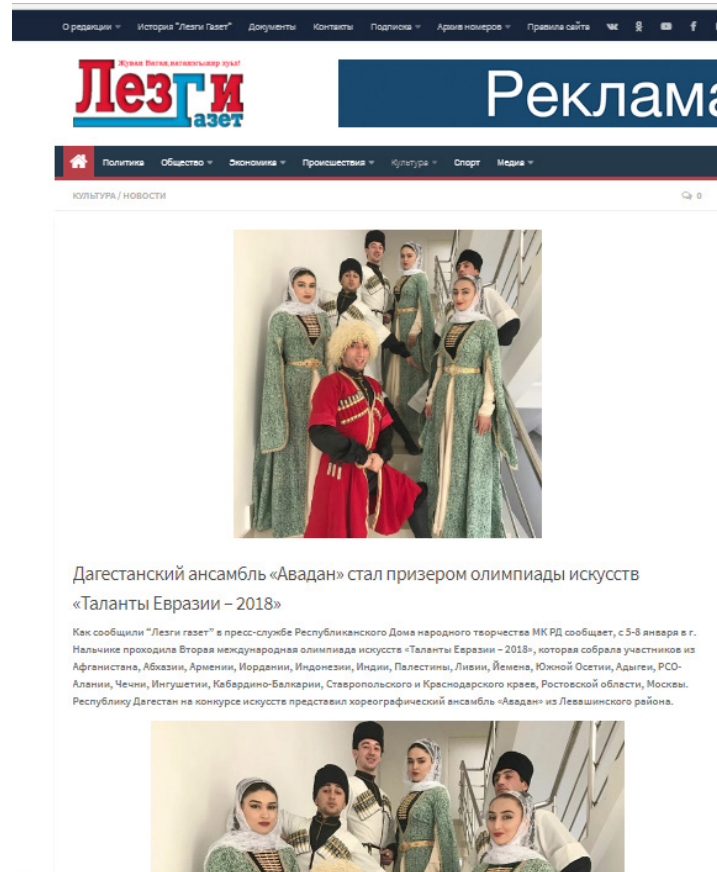 О редакции История "Лезги Газет" Документы Контакты Подписка Архив номеров Правила сайта
Лезги
азет
Реклама
Политика Общество Экономика Происшествия Культура Спорт Медиа
КУЛЬТУРА / НОВОСТИ 0
Дагестанский ансамбль «Авадан» стал призером олимпиады искусств
«Таланты Евразии – 2018»
Как сообщили "Лезги газет" в пресс-службе Республиканского Дома народного творчества МК РД сообщает, с 5-8 января в г.
Нальчике проходила Вторая международная олимпиада искусств «Таланты Евразии – 2018», которая собрала участников из
Афганистана, Абхазии, Армении, Иордании, Индонезии, Индии, Палестины, Ливии, Йемена, Южной Осетии, Адыгеи, РСО-
Алании, Чечни, Ингушетии, Кабардино-Балкарии, Ставропольского и Краснодарского краев, Ростовской области, Москвы.
Республику Дагестан на конкурсе искусств представил хореографический ансамбль «Авадан» из Левашинского района.